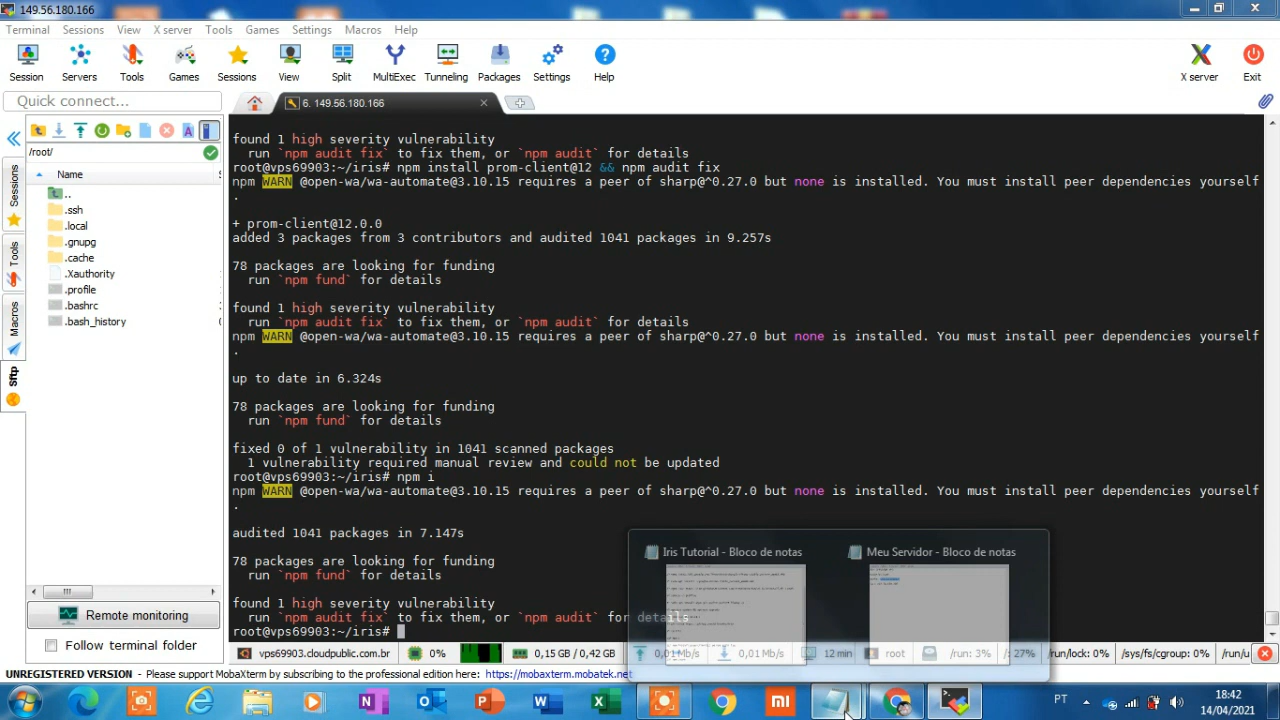 149.56.180.166
Terminal Sessions View X server Tools Games Settings Macros Help
Session Servers Tools Games Sessions View Split MultiExec Tunneling Packages Settings Help X server Exit
Quick connect...
6. 149.56.180.166
/root/
Name
..
.ssh
.local
.gnupg
.cache
.Xauthority
.profile
.bashrc
.bash_history
Sessions
Tools
Macros
Sftp
found 1 high severity vulnerability
run `npm audit fix` to fix them, or `npm audit` for details
root@vps69903:~/iris# npm install prom-client@12 && npm audit fix
npm WARN @open-wa/wa-automate@3.10.15 requires a peer of sharp@^0.27.0 but none is installed. You must install peer dependencies yourself
.
+ prom-client@12.0.0
added 3 packages from 3 contributors and audited 1041 packages in 9.257s
78 packages are looking for funding
run `npm fund` for details
found 1 high severity vulnerability
run `npm audit fix` to fix them, or `npm audit` for details
npm WARN @open-wa/wa-automate@3.10.15 requires a peer of sharp@^0.27.0 but none is installed. You must install peer dependencies yourself
.
up to date in 6.324s
78 packages are looking for funding
run `npm fund` for details
fixed 0 of 1 vulnerability in 1041 scanned packages
1 vulnerability required manual review and could not be updated
root@vps69903:~/iris# npm i
npm WARN @open-wa/wa-automate@3.10.15 requires a peer of sharp@^0.27.0 but none is installed. You must install peer dependencies yourself
.
audited 1041 packages in 7.147s
78 packages are looking for funding
run `npm fund` for details
found 1 high severity vulnerability
run `npm audit fix` to fix them, or `npm audit` for details
root@vps69903:~/iris#
Iris Tutorial - Bloco de notas
Meu Servidor - Bloco de notas
Remote monitoring
Follow terminal folder
vps69903.cloudpublic.com.br 0% 0,15 GB / 0,42 GB 0,01 Mb/s 0,01 Mb/s 12 min root /run: 3% /: 27% /run/lock: 0% /sys/fs/cgroup: 0% /run/u
UNREGISTERED VERSION - Please support MobaXterm by subscribing to the professional edition here: https://mobaxterm.mobatek.net
PT
18:42
14/04/2021